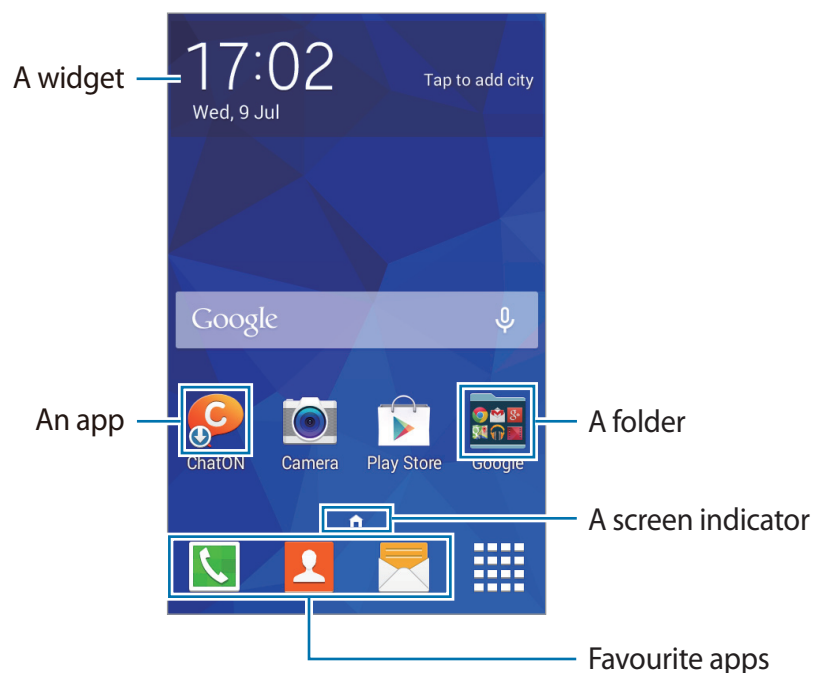 17:02
A widget
Tap to add city
Wed, 9 Jul
Google
An app
C
g+
A folder
ChatON
Camera
Play Store
Google
A screen indicator
Favourite apps